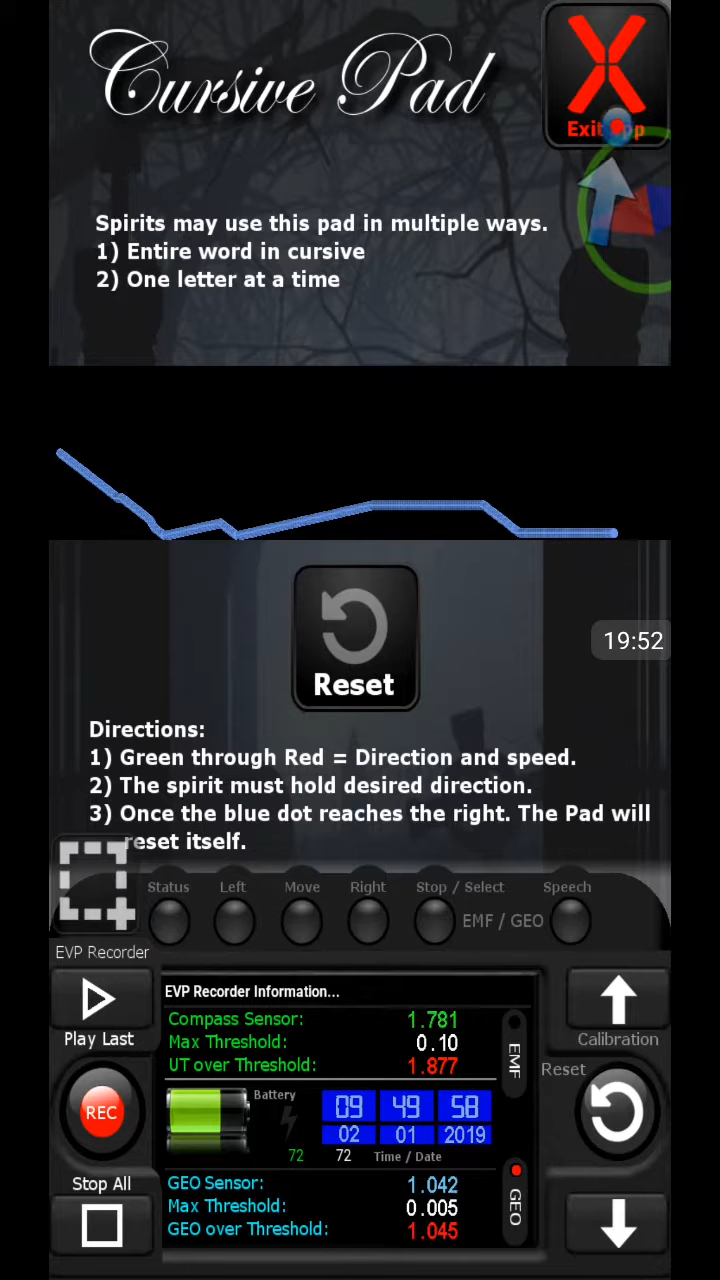 Cursive Pad
Exit App
Spirits may use this pad in multiple ways.
1) Entire word in cursive
2) One letter at a time
Reset
19:52
Directions:
1) Green through Red = Direction and speed.
2) The spirit must hold desired direction.
3) Once the blue dot reaches the right. The Pad will
reset itself.
Status Left Move Right Stop / Select Speech
EMF / GEO
EVP Recorder
EVP Recorder Information...
Play Last
Compass Sensor: 1.781
Max Threshold: 0.10
UT over Threshold: 1.877
EMF
Calibration
Reset
REC
Battery
09 49 58
02 01 2019
72 72 Time / Date
Stop All
GEO Sensor: 1.042
Max Threshold: 0.005
GEO over Threshold: 1.045
GEO